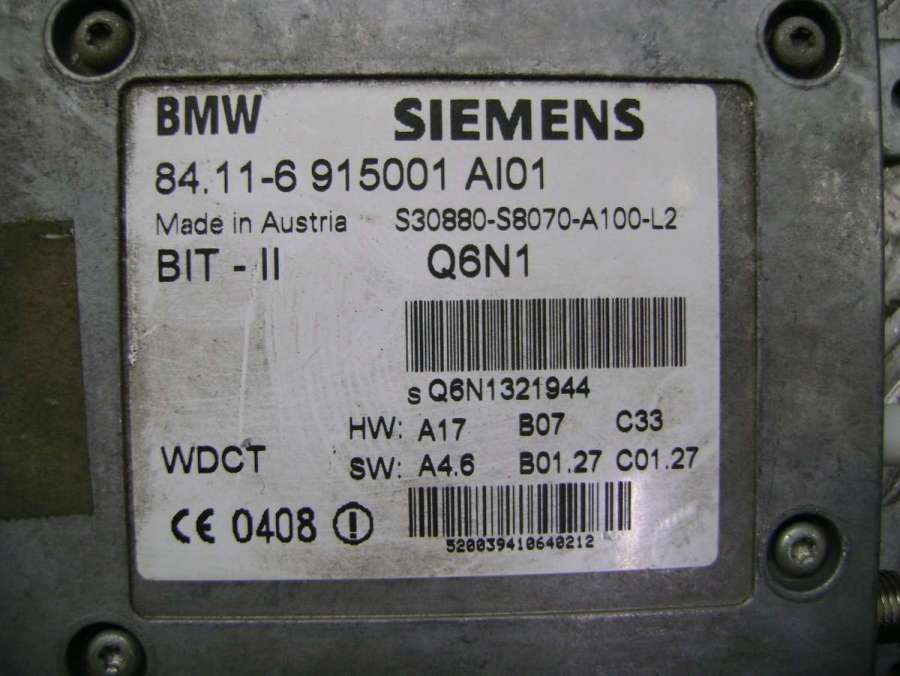 BMW SIEMENS
84.11-6 915001 AI01
Made in Austria S30880-S8070-A100-L2
BIT - II Q6N1
s Q6N1321944
HW: A17 B07 C33
WDCT SW: A4.6 B01.27 C01.27
CE 0408
520039410640212